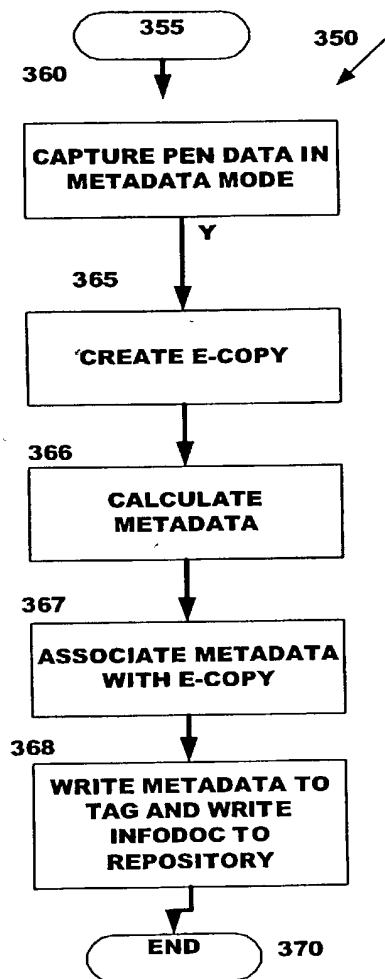 355
350
360
CAPTURE PEN DATA IN
METADATA MODE
Y
365
CREATE E-COPY
366
CALCULATE
METADATA
367
ASSOCIATE METADATA
WITH E-COPY
368
WRITE METADATA TO
TAG AND WRITE
INFODOC TO
REPOSITORY
END
370